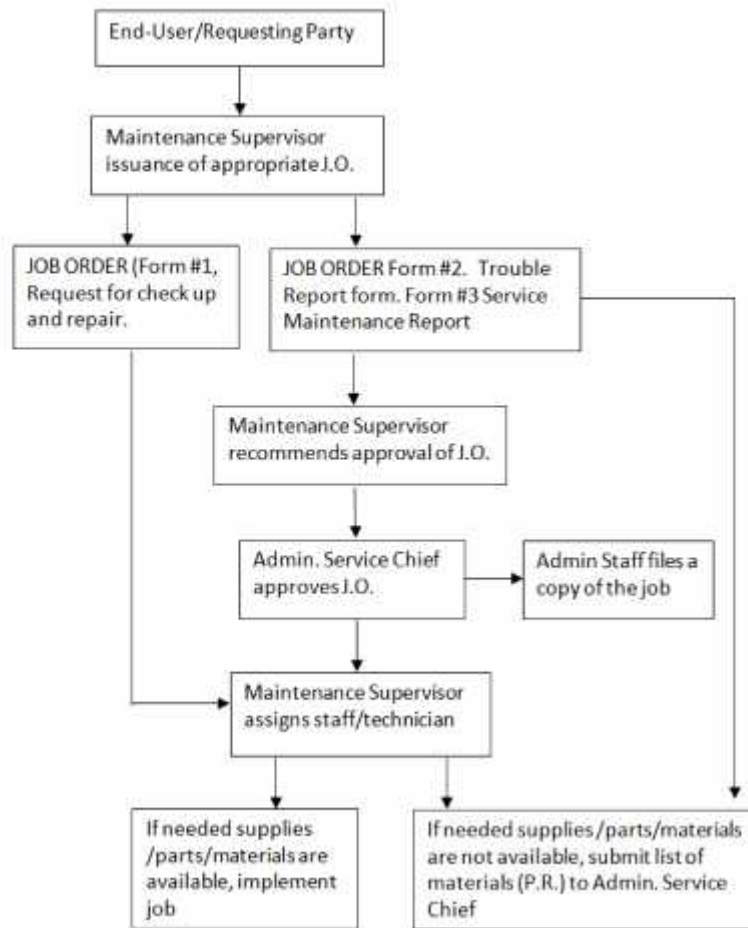 End-User/Requesting Party
Maintenance Supervisor
issuance of appropriate J.O.
JOB ORDER (Form #1,
Request for check up
and repair.
JOB ORDER Form #2. Trouble
Report form. Form #3 Service
Maintenance Report
Maintenance Supervisor
recommends approval of J.O.
Admin. Service Chief
approves J.O.
Admin Staff files a
copy of the job
Maintenance Supervisor
assigns staff/technician
If needed supplies
/parts/materials are
available, implement
job
If needed supplies /parts/materials
are not available, submit list of
materials (P.R.) to Admin. Service
Chief